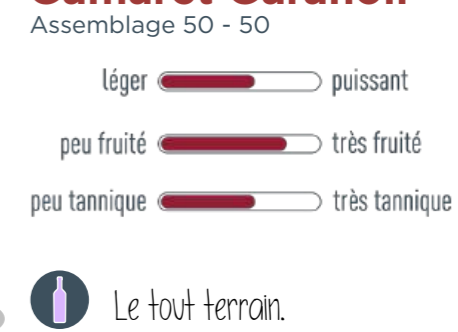 Assemblage 50 - 50
léger puissant
peu fruité très fruité
peu tannique très tannique
Le tout terrain.